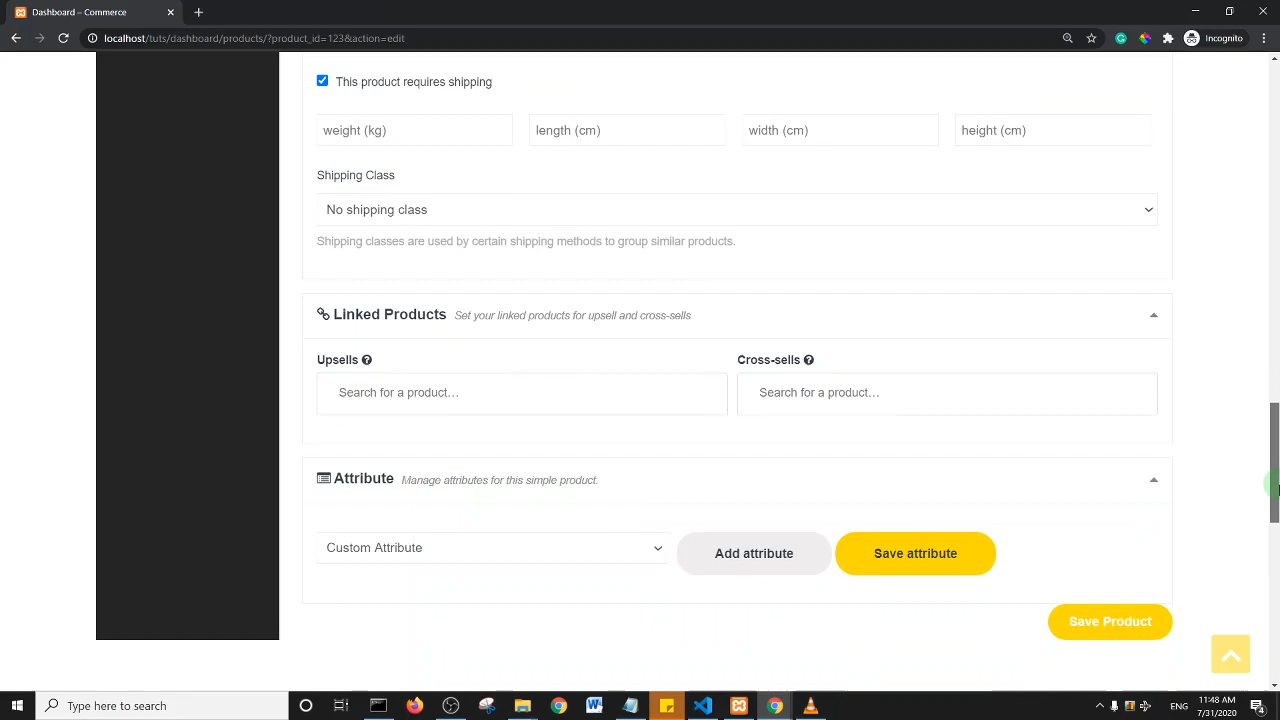 Dashboard – Commerce
localhost/tuts/dashboard/products/?product_id=123&action=edit
Incognito
This product requires shipping
weight (kg) length (cm) width (cm) height (cm)
Shipping Class
No shipping class
Shipping classes are used by certain shipping methods to group similar products.
Linked Products Set your linked products for upsell and cross-sells
Upsells Cross-sells
Search for a product… Search for a product…
Attribute Manage attributes for this simple product.
Custom Attribute Add attribute Save attribute
Save Product
Type here to search
ENG
11:48 AM
7/31/2020
4